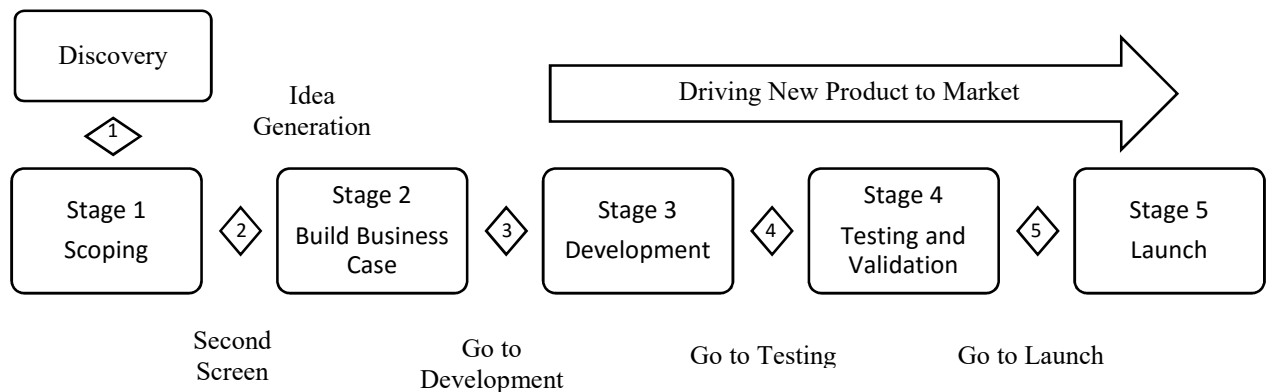 Discovery
Idea
Generation
Driving New Product to Market
1
Stage 1
Scoping
2
Stage 2
Build Business
Case
3
Stage 3
Development
4
Stage 4
Testing and
Validation
5
Stage 5
Launch
Second
Screen
Go to
Development
Go to Testing
Go to Launch